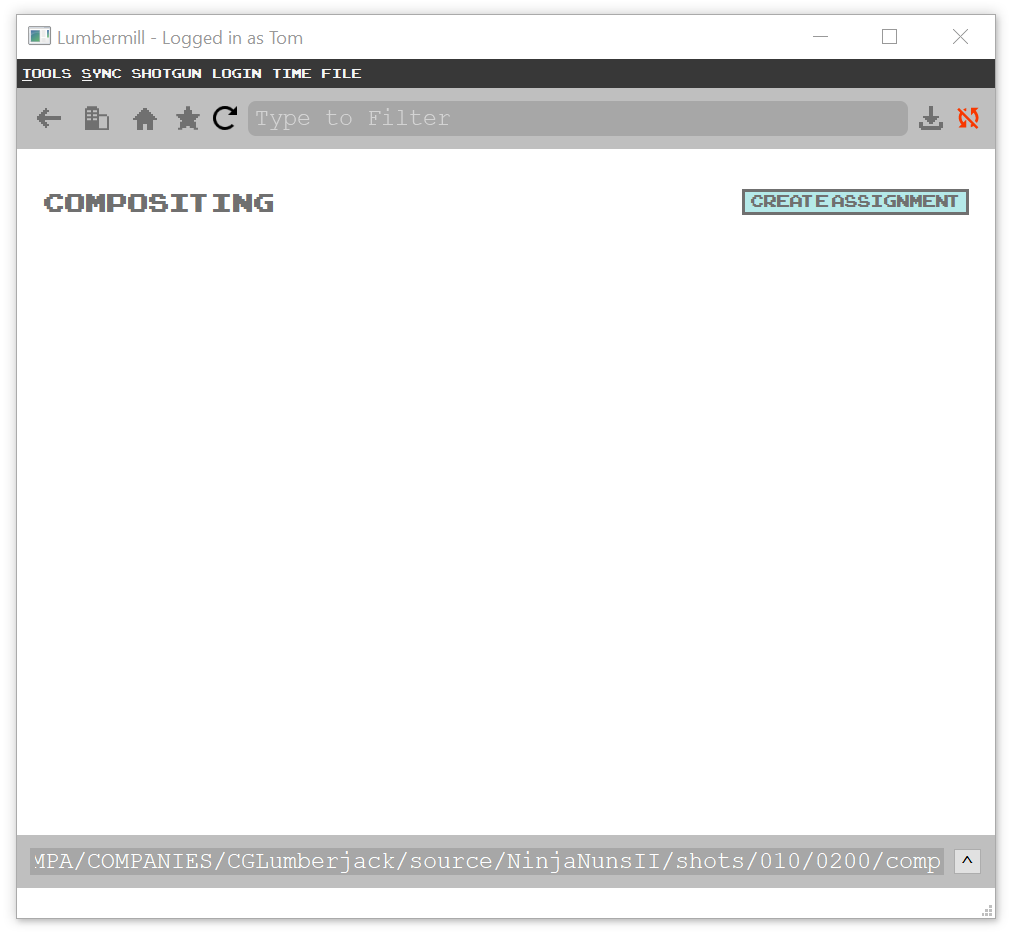 Lumbermill - Logged in as Tom
TOOLS SYNC SHOTGUN LOGIN TIME FILE
Type to Filter
COMPOSITING
CREATE ASSIGNMENT
MPA/COMPANIES/CGLumberjack/source/NinjaNunsII/shots/010/0200/comp
^